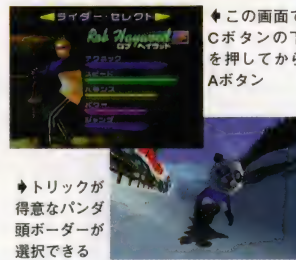 ライダー・セレクト
Rob Haywood
ロブ ヘイウッド
テクニック
スピード
バランス
パワー
ジャンプ
この画面で
Cボタンの下
を押してから
Aボタン
トリックが
得意なパンダ
頭ボーダーが
選択できる